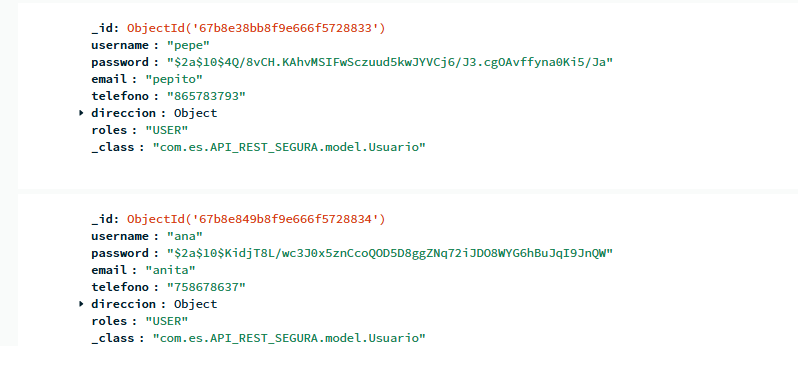 _id: ObjectId('67b8e38bb8f9e666f5728833')
username : "pepe"
password : "$2a$10$4Q/8vCH.KAhvMSIFwSczuud5kwJYVCj6/J3.cgOAvffyna0Ki5/Ja"
email : "pepito"
telefono : "865783793"
direccion : Object
roles : "USER"
_class : "com.es.API_REST_SEGURA.model.Usuario"
_id: ObjectId('67b8e849b8f9e666f5728834')
username : "ana"
password : "$2a$10$KidjT8L/wc3J0x5znCcoQOD5D8ggZNq72iJDO8WYG6hBuJqI9JnQW"
email : "anita"
telefono : "758678637"
direccion : Object
roles : "USER"
_class : "com.es.API_REST_SEGURA.model.Usuario"